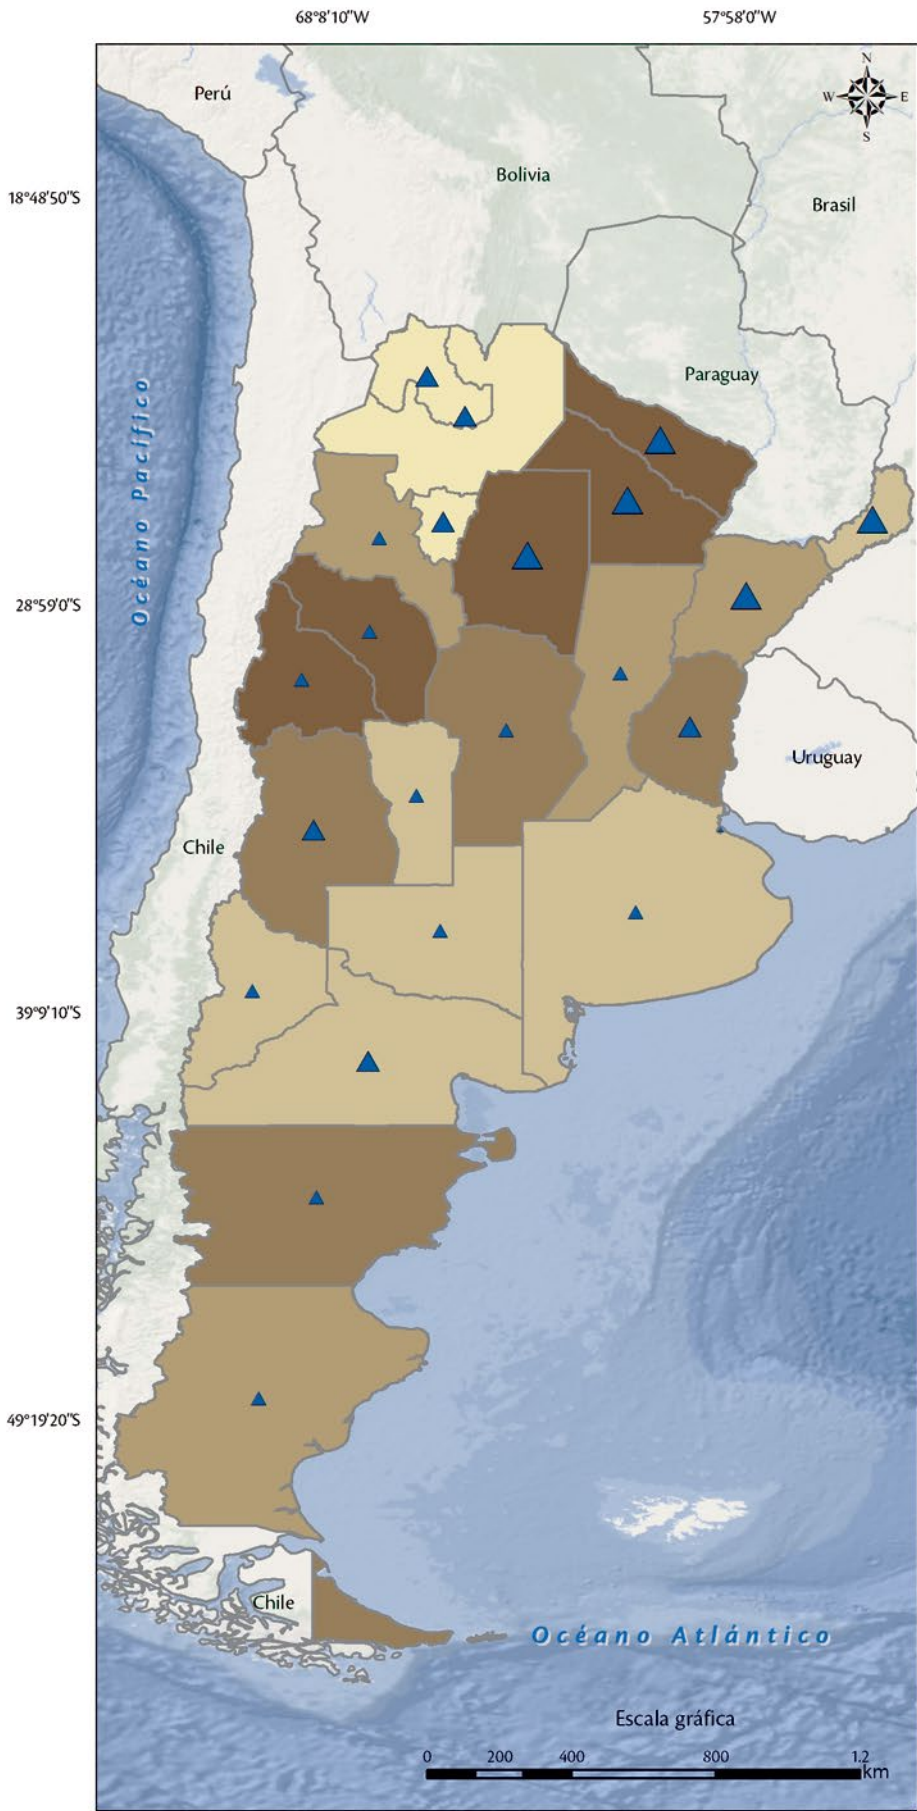 68°8'10"W 57°58'0"W
N
W E
S
Perú
Bolivia
18°48'50"S
Brasil
Paraguay
Océano Pacífico
28°59'0"S
Uruguay
Chile
39°9'10"S
49°19'20"S
Chile
Océano Atlántico
Escala gráfica
0 200 400 800 1.2
km